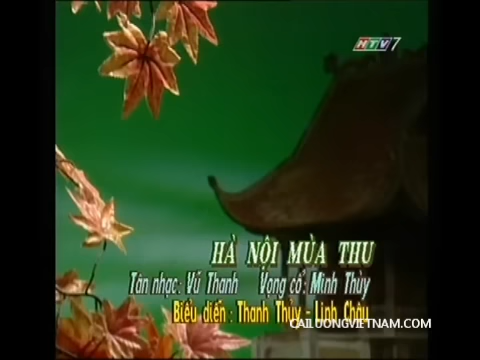 HTV7
HÀ NỘI MÙA THU
Tân nhạc: Vũ Thanh Vọng cổ: Minh Thùy
Biểu diễn : Thanh Thủy - Linh Châu
CAILUONGVIETNAM.COM